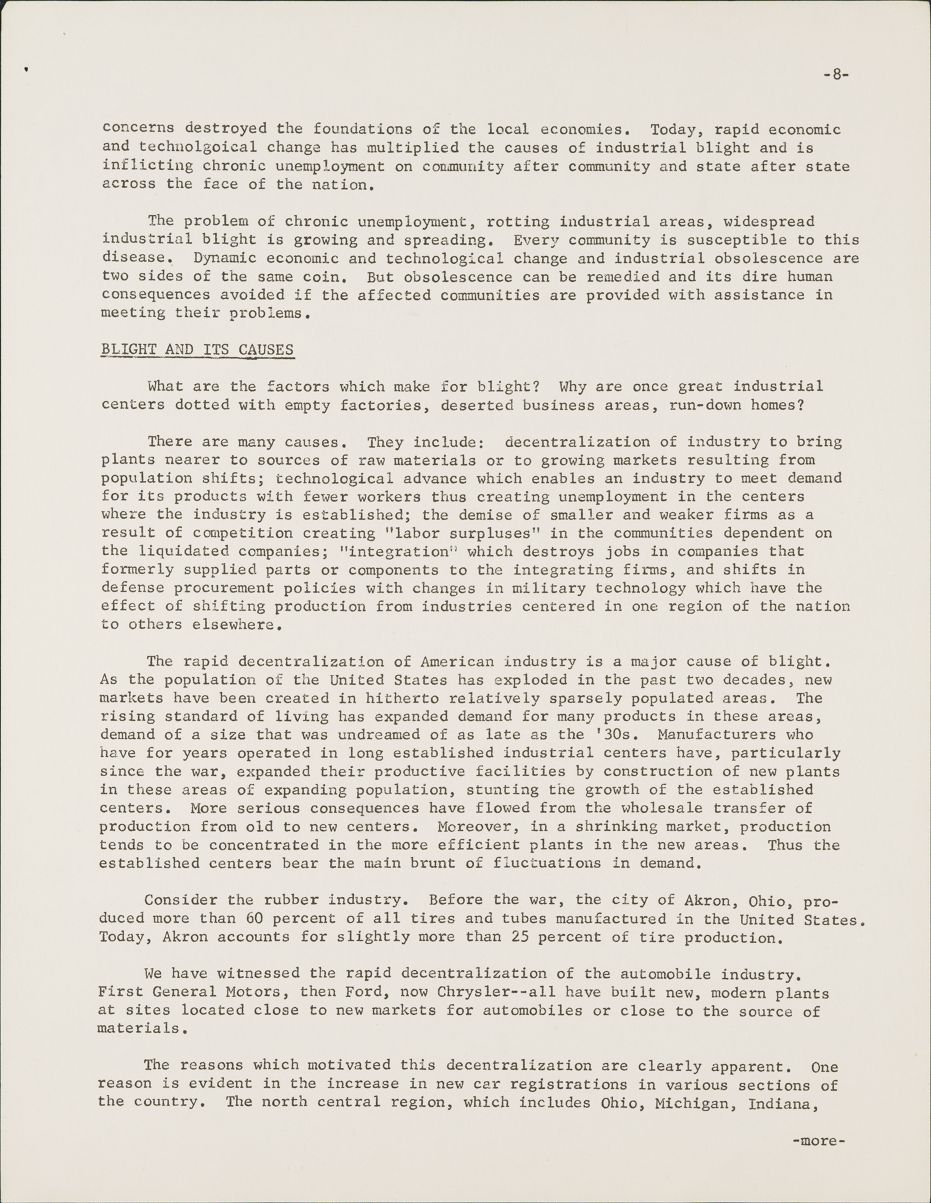 -8-
concerns destroyed the foundations of the local economies. Today, rapid economic
and technolgoical change has multiplied the causes of industrial blight and is
inflicting chronic unemployment on community after community and state after state
across the face of the nation.
The problem of chronic unemployment, rotting industrial areas, widespread
industrial blight is growing and spreading. Every community is susceptible to this
disease. Dynamic economic and technological change and industrial obsolescence are
two sides of the same coin. But obsolescence can be remedied and its dire human
consequences avoided if the affected communities are provided with assistance in
meeting their problems.
BLIGHT AND ITS CAUSES
What are the factors which make for blight? Why are once great industrial
centers dotted with empty factories, deserted business areas, run-down homes?
There are many causes. They include: decentralization of industry to bring
plants nearer to sources of raw materials or to growing markets resulting from
population shifts; technological advance which enables an industry to meet demand
for its products with fewer workers thus creating unemployment in the centers
where the industry is established; the demise of smaller and weaker firms as a
result of competition creating "labor surpluses" in the communities dependent on
the liquidated companies; "integration" which destroys jobs in companies that
formerly supplied parts or components to the integrating firms, and shifts in
defense procurement policies with changes in military technology which have the
effect of shifting production from industries centered in one region of the nation
to others elsewhere.
The rapid decentralization of American industry is a major cause of blight.
As the population of the United States has exploded in the past two decades, new
markets have been created in hitherto relatively sparsely populated areas. The
rising standard of living has expanded demand for many products in these areas,
demand of a size that was undreamed of as late as the '30s. Manufacturers who
have for years operated in long established industrial centers have, particularly
since the war, expanded their productive facilities by construction of new plants
in these areas of expanding population, stunting the growth of the established
centers. More serious consequences have flowed from the wholesale transfer of
production from old to new centers. Moreover, in a shrinking market, production
tends to be concentrated in the more efficient plants in the new areas. Thus the
established centers bear the main brunt of fluctuations in demand.
Consider the rubber industry. Before the war, the city of Akron, Ohio, pro-
duced more than 60 percent of all tires and tubes manufactured in the United States.
Today, Akron accounts for slightly more than 25 percent of tire production.
We have witnessed the rapid decentralization of the automobile industry.
First General Motors, then Ford, now Chrysler--all have built new, modern plants
at sites located close to new markets for automobiles or close to the source of
materials.
The reasons which motivated this decentralization are clearly apparent. One
reason is evident in the increase in new car registrations in various sections of
the country. The north central region, which includes Ohio, Michigan, Indiana,
-more-